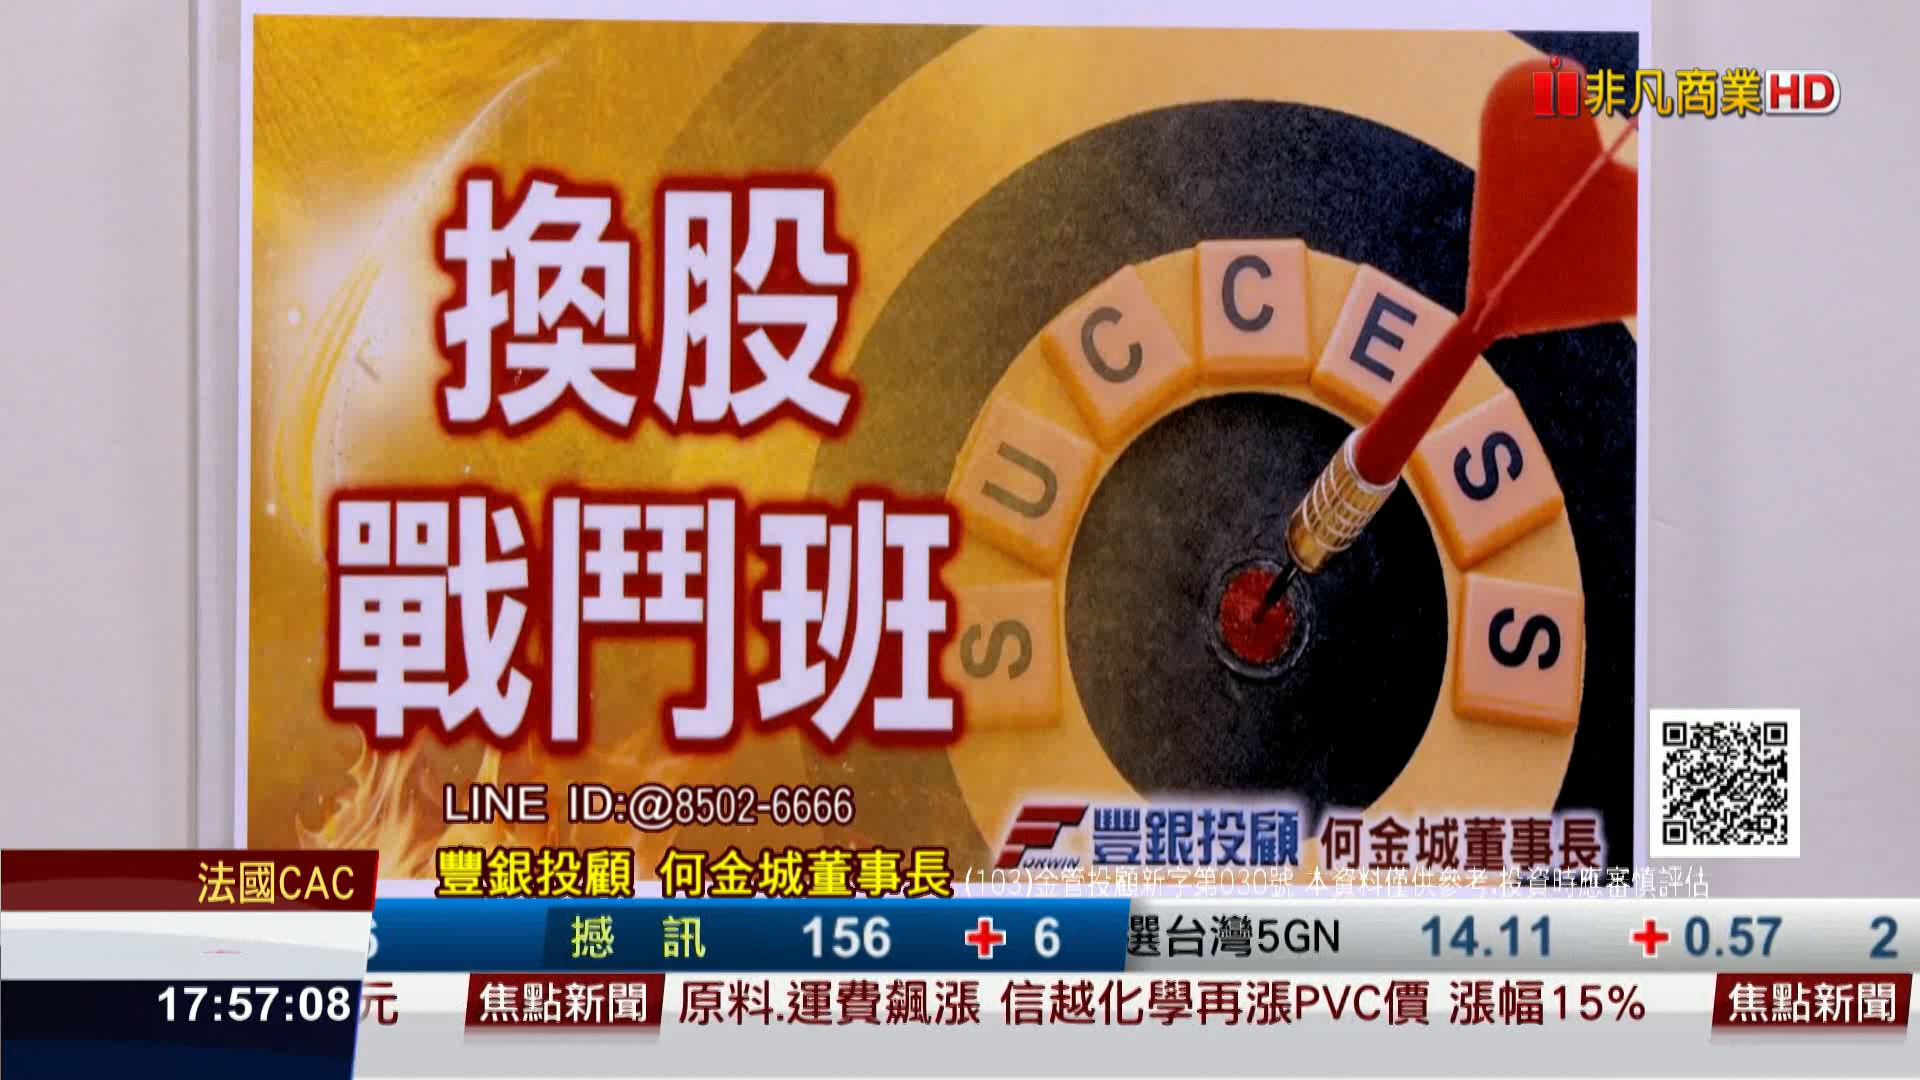 非凡商業HD
換股
戰鬥班
SUCCESS
LINE ID:@8502-6666
FORWIN 豐銀投顧 何金城董事長
豐銀投顧 何金城董事長
(103)金管投顧新字第030號 本資料僅供參考.投資時應審慎評估
法國CAC
撼訊 156 + 6
選台灣5GN 14.11 + 0.57 2
17:57:08
元 焦點新聞 原料.運費飆漲 信越化學再漲PVC價 漲幅15% 焦點新聞